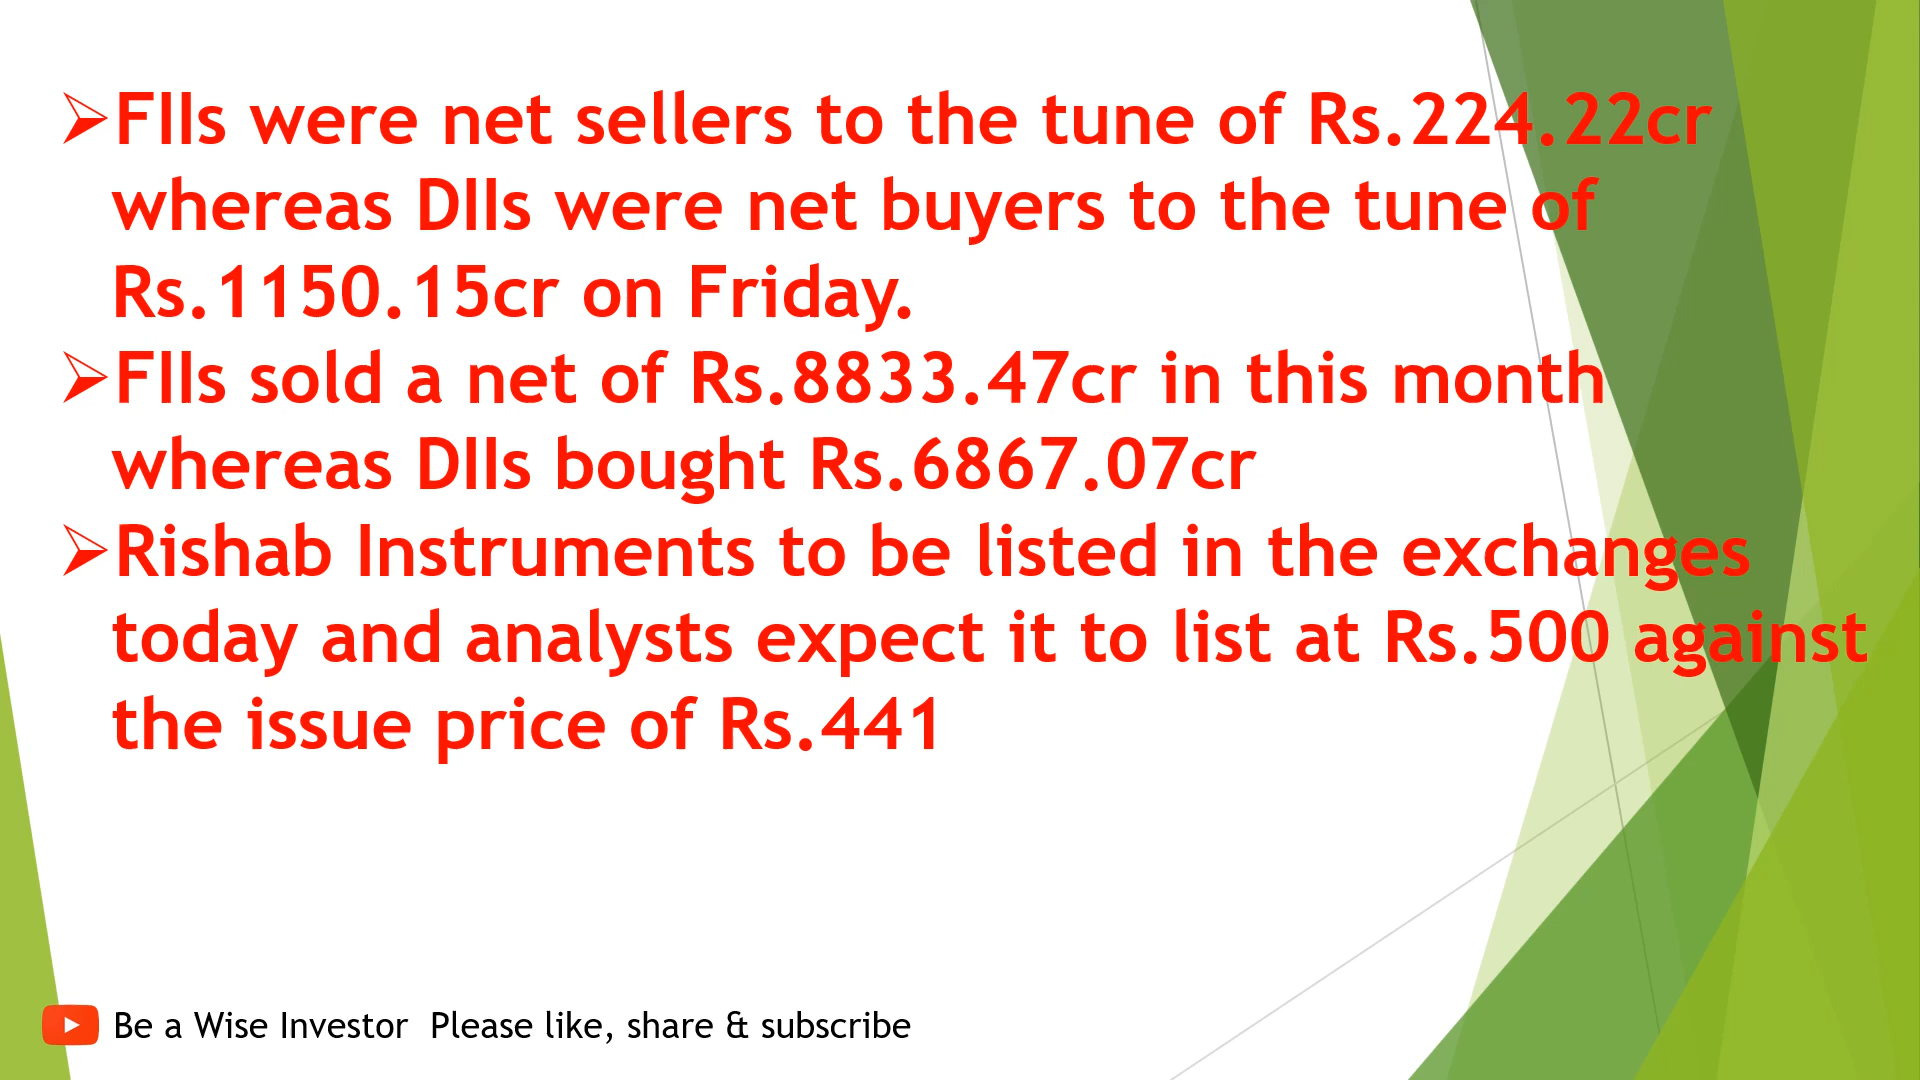 ➢FIIs were net sellers to the tune of Rs.224.22cr
whereas DIIs were net buyers to the tune of
Rs.1150.15cr on Friday.
➢FIIs sold a net of Rs.8833.47cr in this month
whereas DIIs bought Rs.6867.07cr
➢Rishab Instruments to be listed in the exchanges
today and analysts expect it to list at Rs.500 against
the issue price of Rs.441
Be a Wise Investor  Please like, share & subscribe